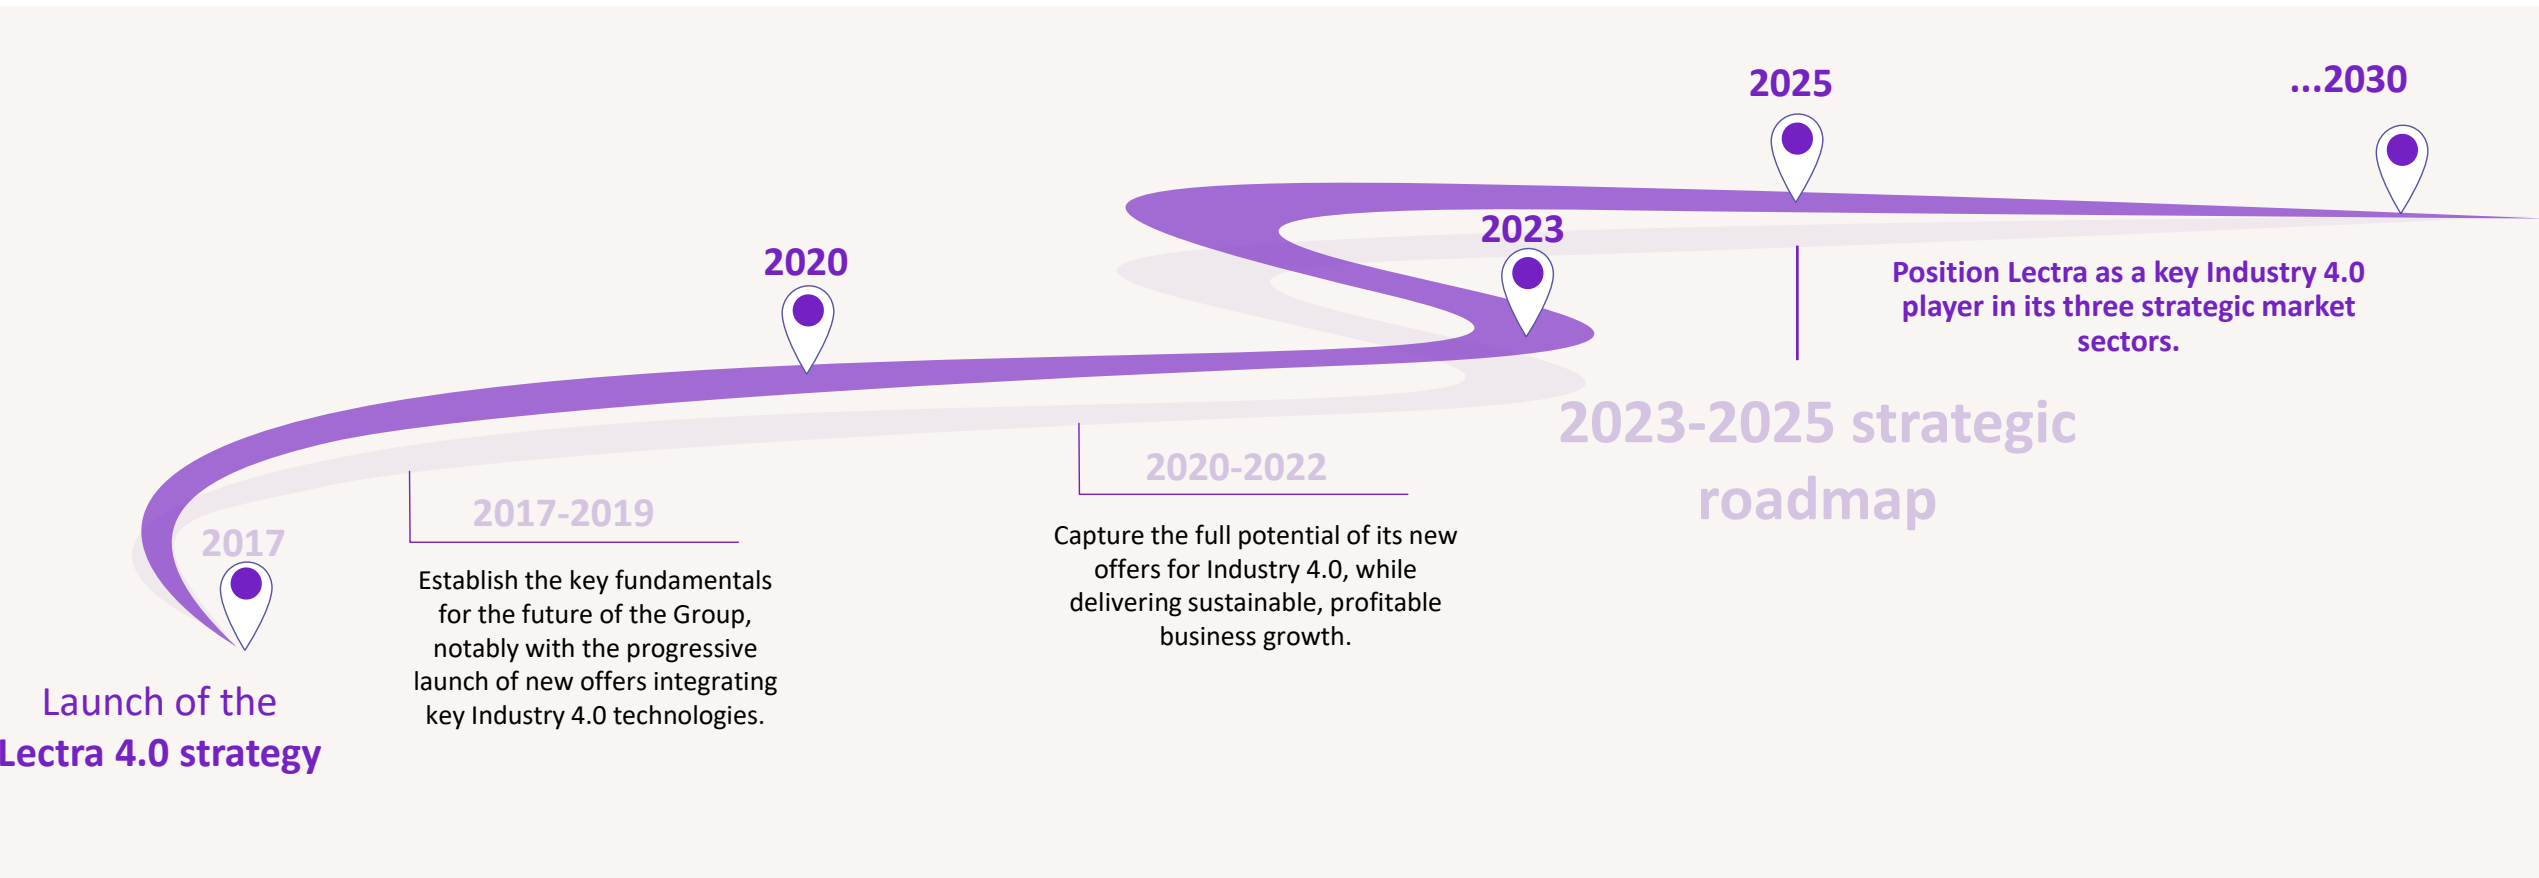 2025
...2030
2023
2020
Position Lectra as a key Industry 4.0
player in its three strategic market
sectors.
2023-2025 strategic
roadmap
2020-2022
Capture the full potential of its new
offers for Industry 4.0, while
delivering sustainable, profitable
business growth.
2017-2019
Establish the key fundamentals
for the future of the Group,
notably with the progressive
launch of new offers integrating
key Industry 4.0 technologies.
2017
Launch of the
Lectra 4.0 strategy